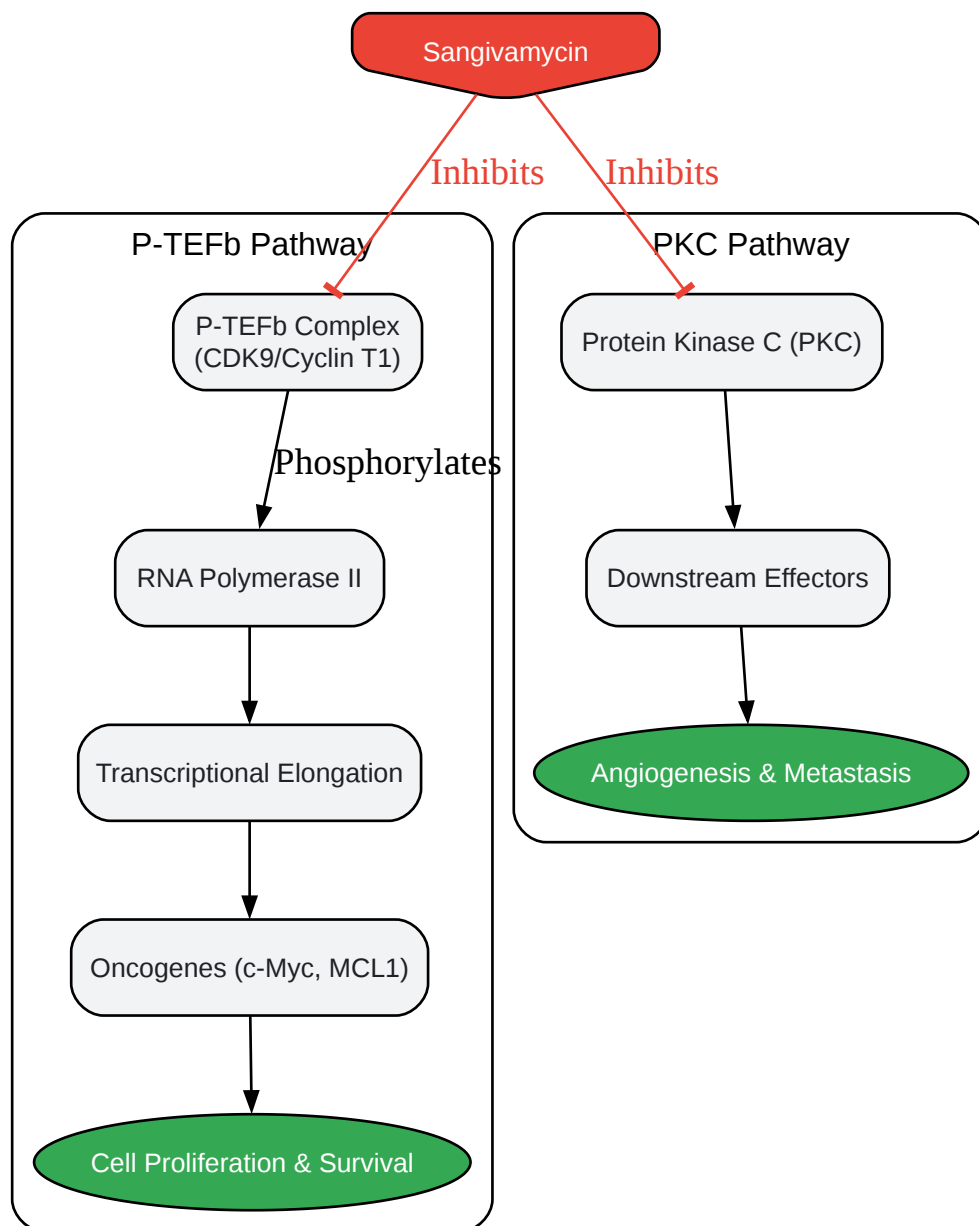 Sangivamycin
Inhibits
Inhibits
P-TEFb Pathway
P-TEFb Complex
(CDK9/Cyclin T1)
Phosphorylates
RNA Polymerase II
Transcriptional Elongation
Oncogenes (c-Myc, MCL1)
Cell Proliferation & Survival
PKC Pathway
Protein Kinase C (PKC)
Downstream Effectors
Angiogenesis & Metastasis